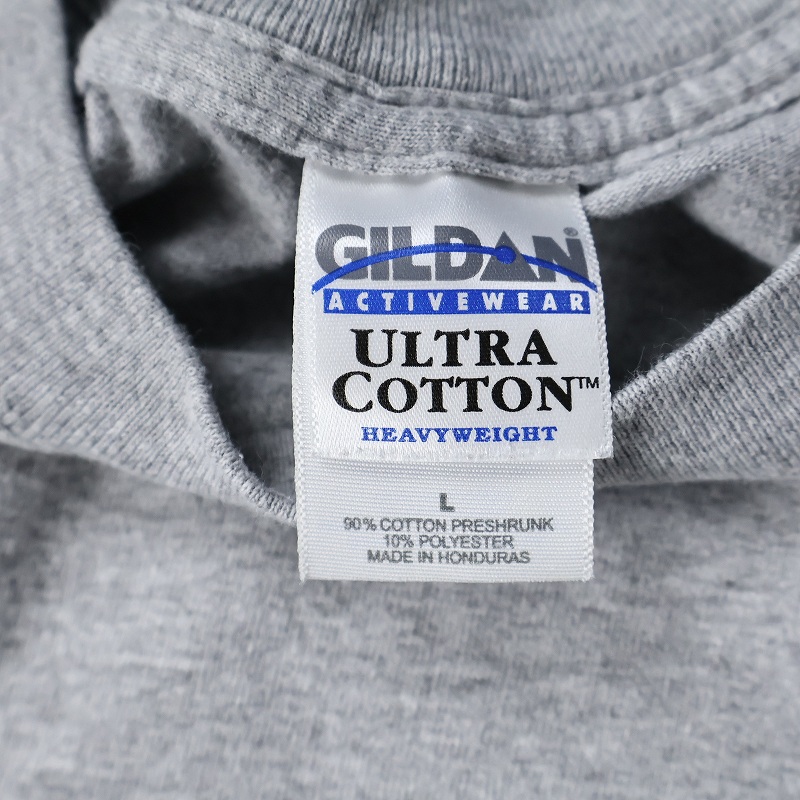 GILDAN®
ACTIVEWEAR
ULTRA
COTTON™
HEAVYWEIGHT
L
90% COTTON PRESHRUNK
10% POLYESTER
MADE IN HONDURAS